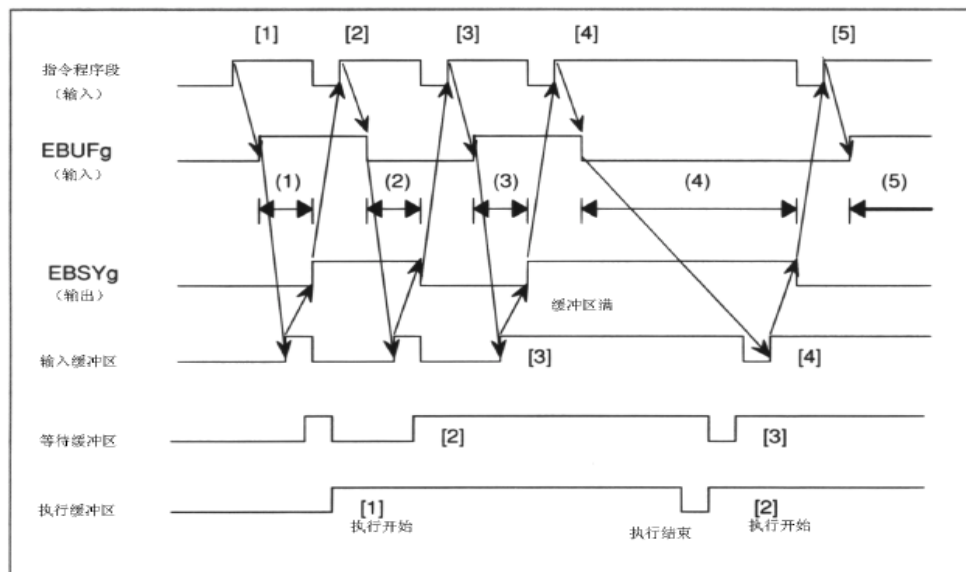 [1] [2] [3] [4] [5]
指令程序段
（输入）
EBUFg
（输入）
(1) (2) (3) (4) (5)
EBSYg
（输出）
缓冲区满
输入缓冲区 [3] [4]
等待缓冲区 [2] [3]
执行缓冲区 [1] [2]
执行开始 执行结束 执行开始